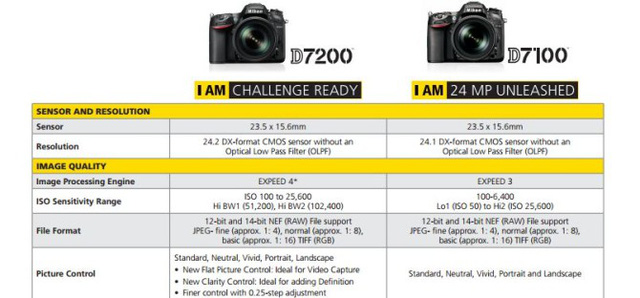 Nikon Nikon
D7200 D7100
I AM CHALLENGE READY I AM 24 MP UNLEASHED
SENSOR AND RESOLUTION
Sensor 23.5 x 15.6mm 23.5 x 15.6mm
Resolution 24.2 DX-format CMOS sensor without an 24.1 DX-format CMOS sensor without an
Optical Low Pass Filter (OLPF) Optical Low Pass Filter (OLPF)
IMAGE QUALITY
Image Processing Engine EXPEED 4* EXPEED 3
ISO Sensitivity Range ISO 100 to 25,600 100-6,400
Hi BW1 (51,200), Hi BW2 (102,400) Lo1 (ISO 50) to Hi2 (ISO 25,600)
File Format 12-bit and 14-bit NEF (RAW) File support 12-bit and 14-bit NEF (RAW) File support
JPEG- fine (approx. 1: 4), normal (approx. 1: 8), JPEG- fine (approx. 1: 4), normal (approx. 1: 8),
basic (approx. 1: 16) TIFF (RGB) basic (approx. 1: 16) TIFF (RGB)
Picture Control Standard, Neutral, Vivid, Portrait, Landscape Standard, Neutral, Vivid, Portrait and Landscape
• New Flat Picture Control: Ideal for Video Capture
• New Clarity Control: Ideal for adding Definition
• Finer control with 0.25-step adjustment